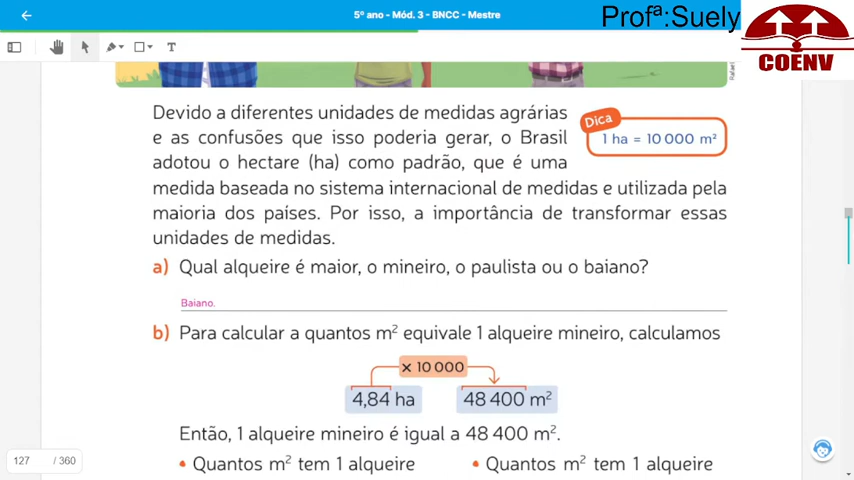 5º ano - Mód. 3 - BNCC - Mestre
Profª:Suely
COENV
T
Devido a diferentes unidades de medidas agrárias
e as confusões que isso poderia gerar, o Brasil
adotou o hectare (ha) como padrão, que é uma
medida baseada no sistema internacional de medidas e utilizada pela
maioria dos países. Por isso, a importância de transformar essas
unidades de medidas.
Dica
1 ha = 10 000 m²
a) Qual alqueire é maior, o mineiro, o paulista ou o baiano?
Baiano.
b) Para calcular a quantos m² equivale 1 alqueire mineiro, calculamos
× 10 000
4,84 ha 48 400 m²
Então, 1 alqueire mineiro é igual a 48 400 m².
• Quantos m² tem 1 alqueire
• Quantos m² tem 1 alqueire
127 / 360